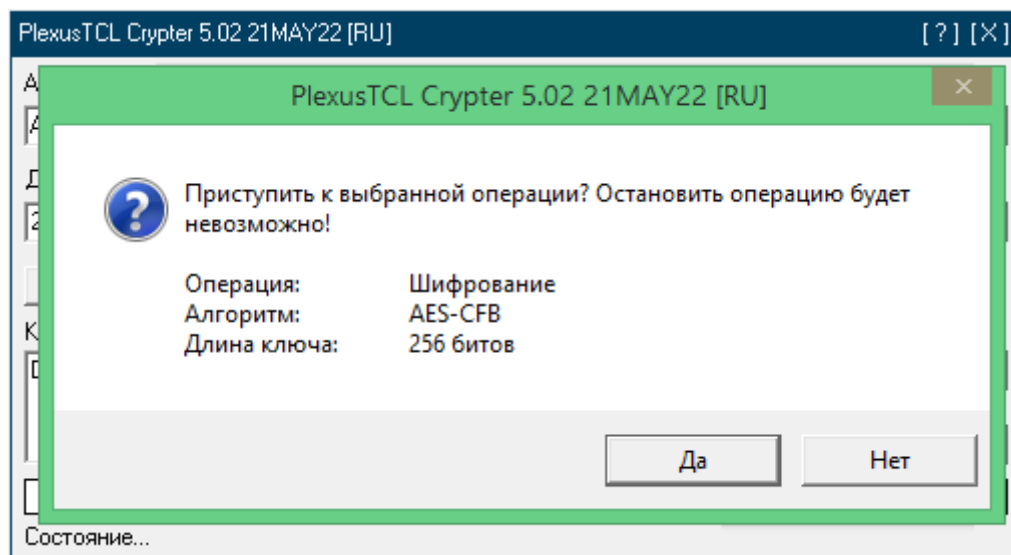 PlexusTCL Crypter 5.02 21MAY22 [RU]
[ ? ] [ X ]
PlexusTCL Crypter 5.02 21MAY22 [RU]
Приступить к выбранной операции? Остановить операцию будет
невозможно!
Операция: Шифрование
Алгоритм: AES-CFB
Длина ключа: 256 битов
Да
Нет
Состояние...